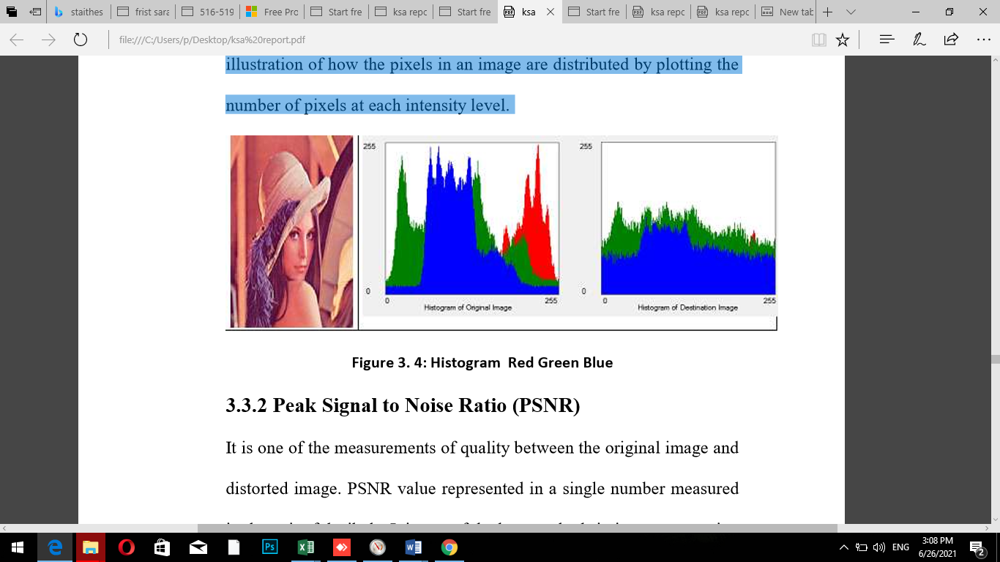 staithes
frist sara
516-519
Free Pro
Start fre
ksa repo
Start fre
ksa
Start fre
ksa repo
ksa repo
New tab
file:///C:/Users/p/Desktop/ksa%20report.pdf
illustration of how the pixels in an image are distributed by plotting the
number of pixels at each intensity level.
255
0
0 255
Histogram of Original Image
255
0
0 255
Histogram of Destination Image
Figure 3. 4: Histogram Red Green Blue
3.3.2 Peak Signal to Noise Ratio (PSNR)
It is one of the measurements of quality between the original image and
distorted image. PSNR value represented in a single number measured
Ps
ENG
3:08 PM
6/26/2021
2